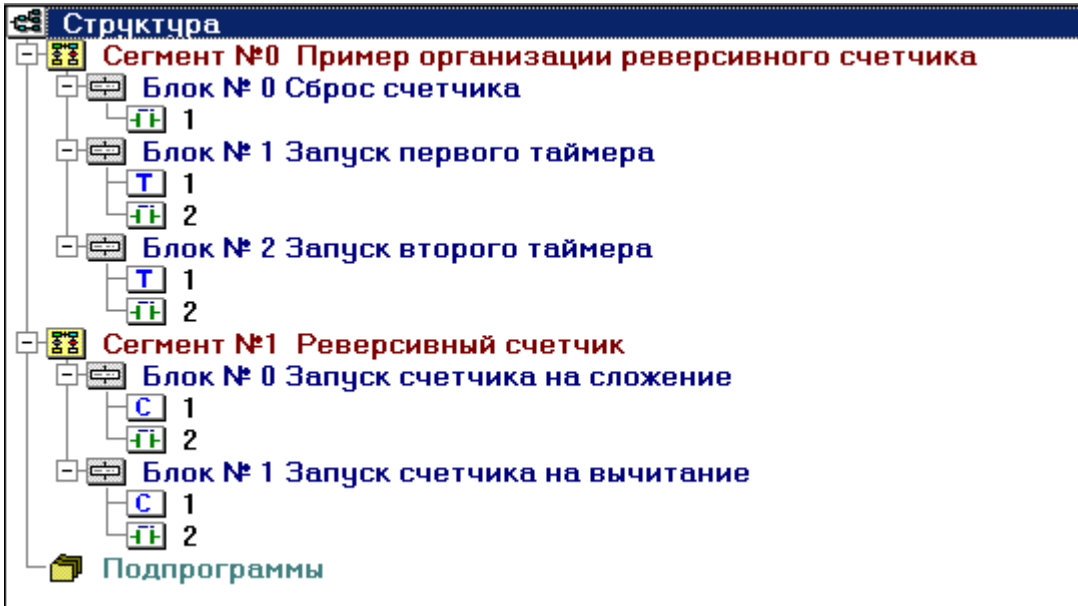 Структура
Сегмент №0 Пример организации реверсивного счетчика
Блок № 0 Сброс счетчика
1
Блок № 1 Запуск первого таймера
T 1
2
Блок № 2 Запуск второго таймера
T 1
2
Сегмент №1 Реверсивный счетчик
Блок № 0 Запуск счетчика на сложение
C 1
2
Блок № 1 Запуск счетчика на вычитание
C 1
2
Подпрограммы